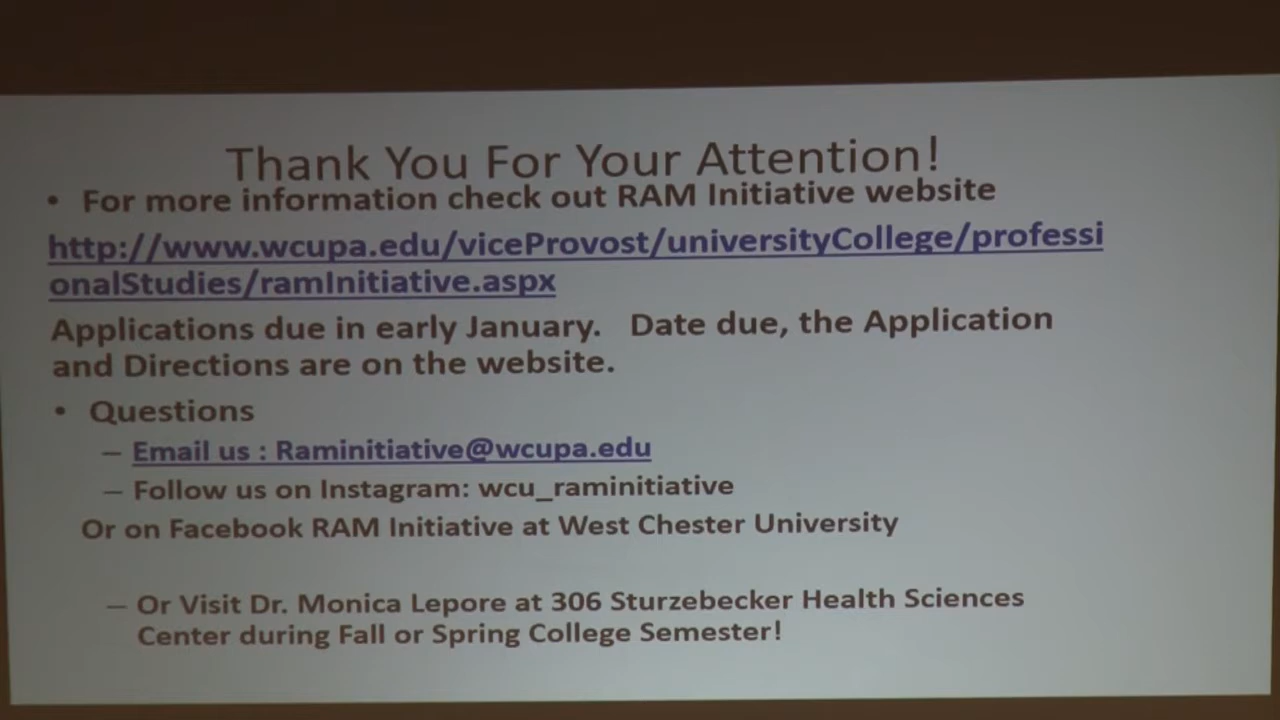 Thank You For Your Attention!
• For more information check out RAM Initiative website
http://www.wcupa.edu/viceProvost/universityCollege/professi
onalStudies/ramInitiative.aspx
Applications due in early January. Date due, the Application
and Directions are on the website.
• Questions
– Email us : Raminitiative@wcupa.edu
– Follow us on Instagram: wcu_raminitiative
Or on Facebook RAM Initiative at West Chester University
– Or Visit Dr. Monica Lepore at 306 Sturzebecker Health Sciences
Center during Fall or Spring College Semester!